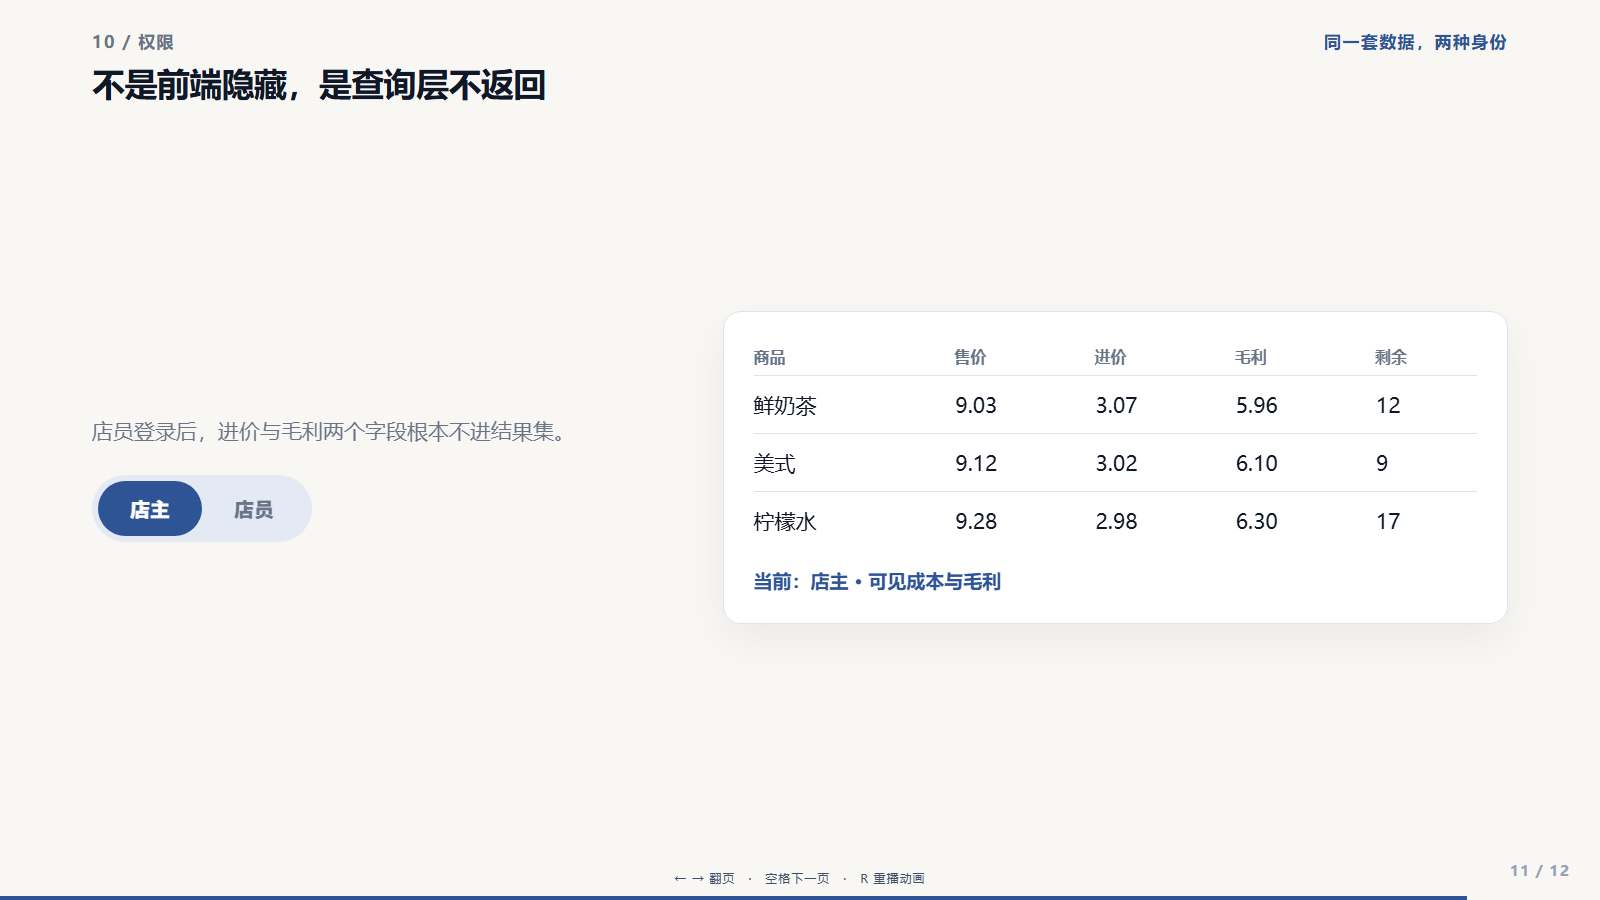 10 / 权限
同一套数据，两种身份
不是前端隐藏，是查询层不返回
店员登录后，进价与毛利两个字段根本不进结果集。
店主 店员
商品 售价 进价 毛利 剩余
鲜奶茶 9.03 3.07 5.96 12
美式 9.12 3.02 6.10 9
柠檬水 9.28 2.98 6.30 17
当前：店主・可见成本与毛利
← → 翻页 · 空格下一页 · R 重播动画
11 / 12